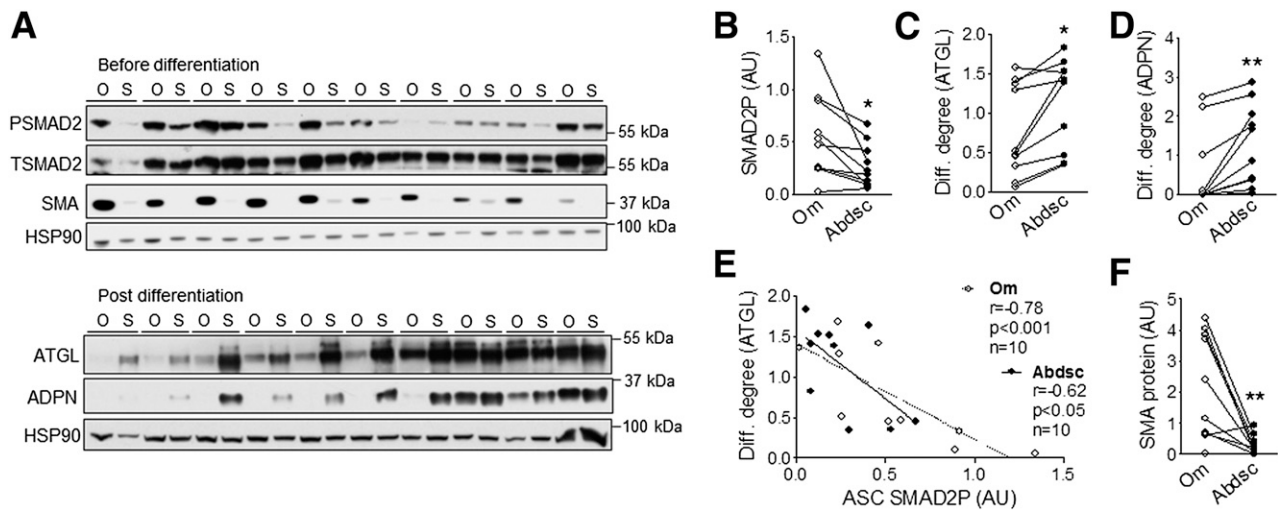 A
Before differentiation
O S O S O S O S O S O S O S O S O S O S
PSMAD2
55 kDa
TSMAD2
55 kDa
SMA
37 kDa
100 kDa
HSP90
Post differentiation
O S O S O S O S O S O S O S O S O S O S
55 kDa
ATGL
37 kDa
ADPN
100 kDa
HSP90
B
SMAD2P (AU)
1.5
1.0
0.5
0.0
*
Om
Abdsc
C
Diff. degree (ATGL)
2.0
1.5
1.0
0.5
0.0
*
Om
Abdsc
D
Diff. degree (ADPN)
4
3
2
1
0
**
Om
Abdsc
E
Diff. degree (ATGL)
2.0
1.5
1.0
0.5
0.0
0.0 0.5 1.0 1.5
ASC SMAD2P (AU)
Om
r=-0.78
p<0.001
n=10
Abdsc
r=-0.62
p<0.05
n=10
F
SMA protein (AU)
5
4
3
2
1
0
**
Om
Abdsc